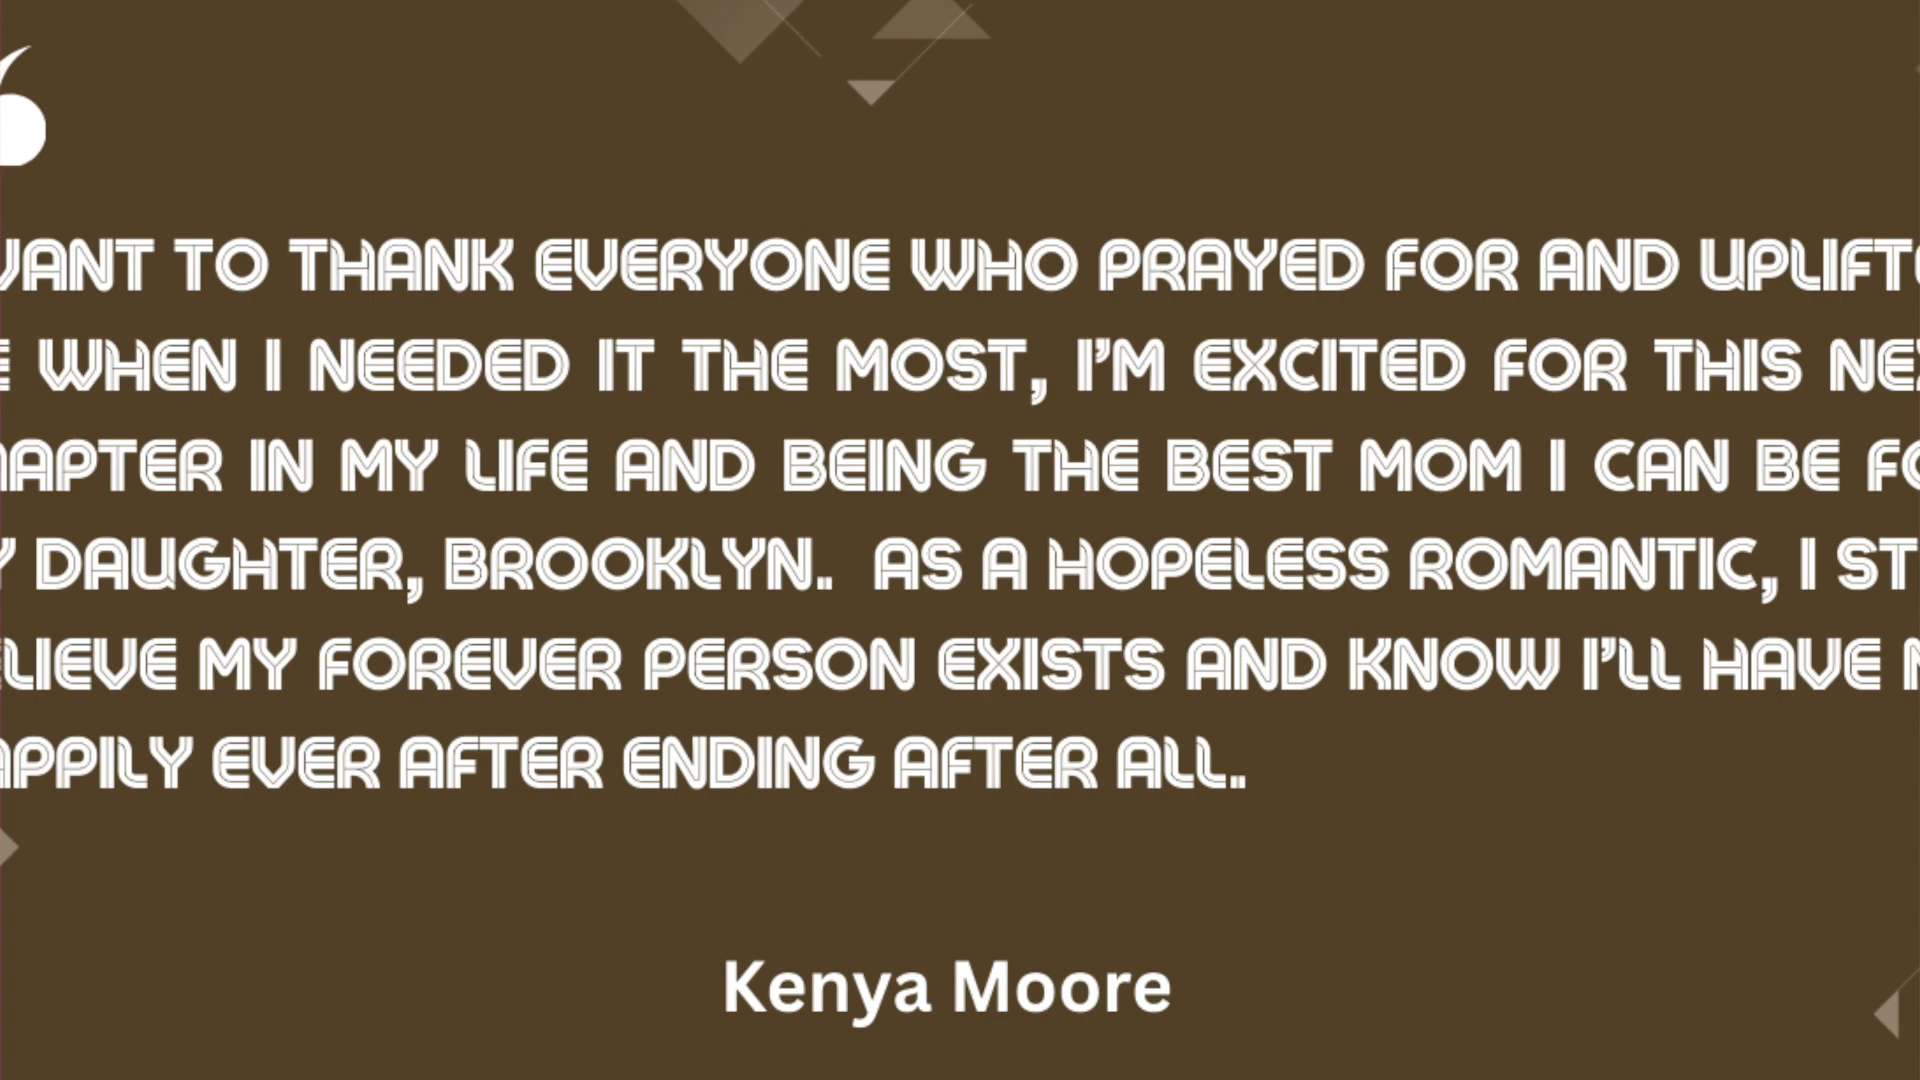 WANT TO THANK EVERYONE WHO PRAYED FOR AND UPLIFT
E WHEN I NEEDED IT THE MOST, I’M EXCITED FOR THIS NE
APTER IN MY LIFE AND BEING THE BEST MOM I CAN BE FO
Y DAUGHTER, BROOKLYN. AS A HOPELESS ROMANTIC, I ST
LIEVE MY FOREVER PERSON EXISTS AND KNOW I’LL HAVE
APPILY EVER AFTER ENDING AFTER ALL..
Kenya Moore